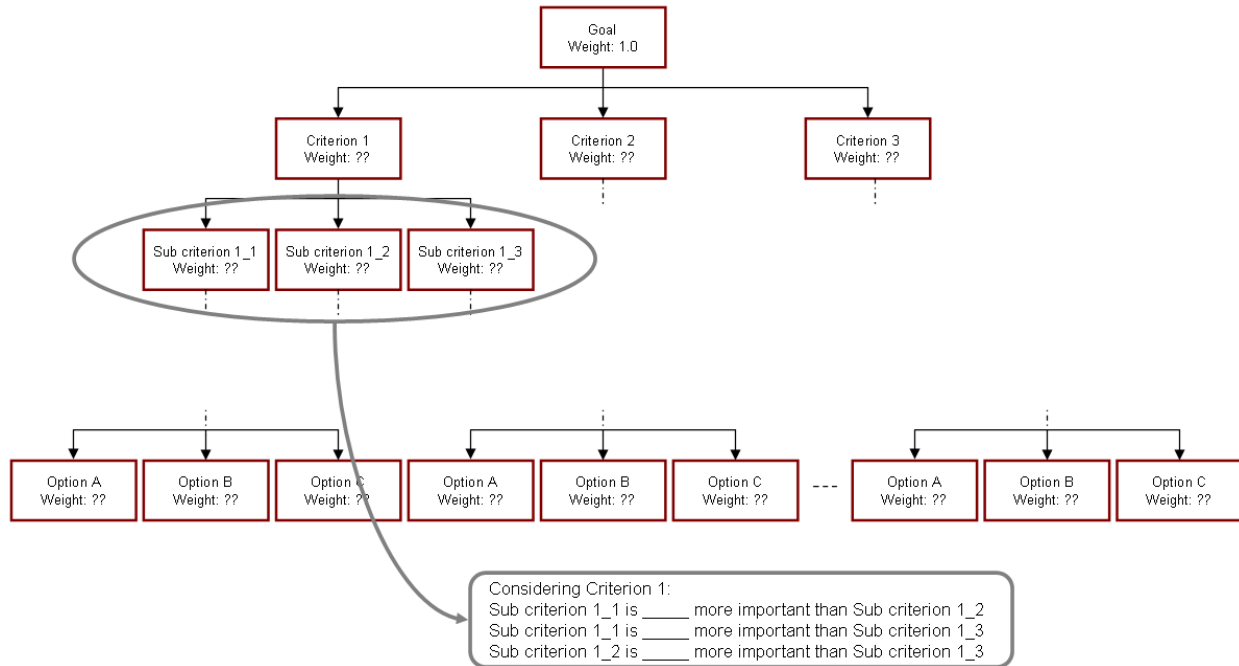 Goal
Weight: 1.0
Criterion 1
Weight: ??
Criterion 2
Weight: ??
Criterion 3
Weight: ??
Sub criterion 1_1
Weight: ??
Sub criterion 1_2
Weight: ??
Sub criterion 1_3
Weight: ??
Option A
Weight: ??
Option B
Weight: ??
Option C
Weight: ??
Option A
Weight: ??
Option B
Weight: ??
Option C
Weight: ??
Option A
Weight: ??
Option B
Weight: ??
Option C
Weight: ??
Considering Criterion 1:
Sub criterion 1_1 is _____ more important than Sub criterion 1_2
Sub criterion 1_1 is _____ more important than Sub criterion 1_3
Sub criterion 1_2 is _____ more important than Sub criterion 1_3